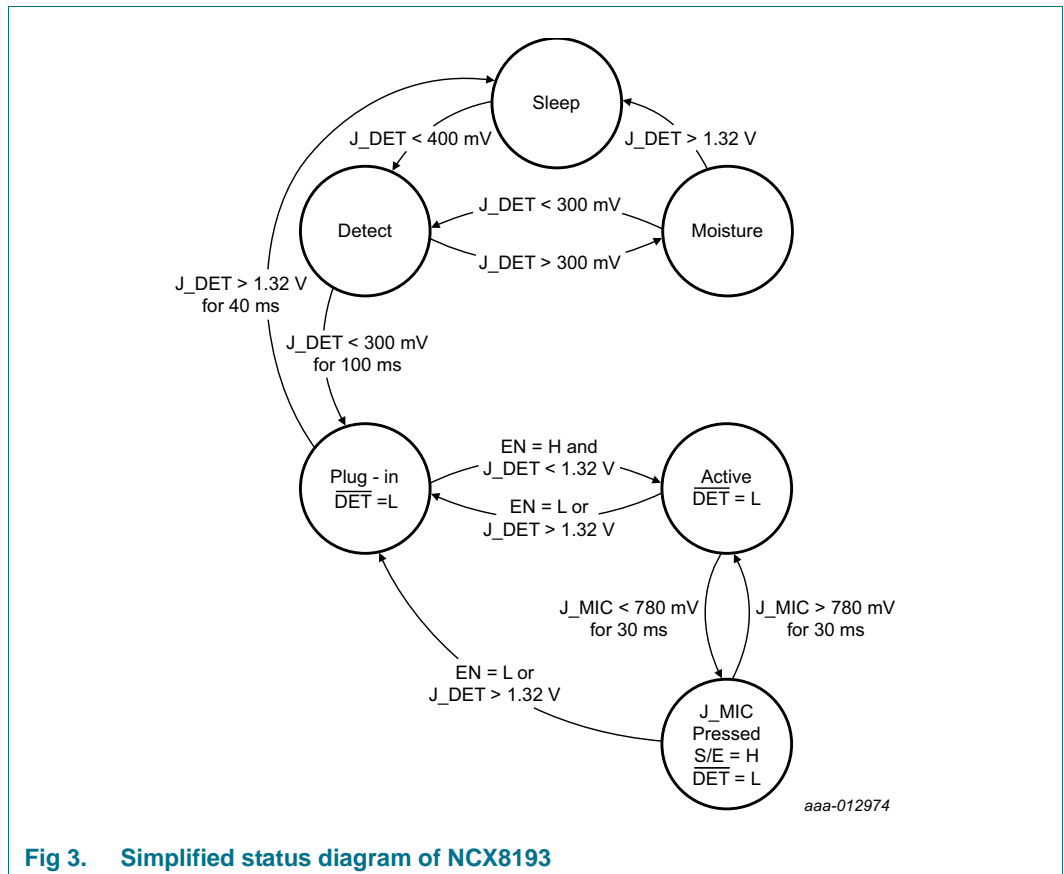 Sleep
J_DET < 400 mV
J_DET > 1.32 V
Detect
J_DET < 300 mV
Moisture
J_DET > 300 mV
J_DET > 1.32 V
for 40 ms
J_DET < 300 mV
for 100 ms
Plug - in
DET =L
EN = H and
J_DET < 1.32 V
EN = L or
J_DET > 1.32 V
Active
DET = L
J_MIC < 780 mV
for 30 ms
J_MIC > 780 mV
for 30 ms
EN = L or
J_DET > 1.32 V
J_MIC
Pressed
S/E = H
DET = L
aaa-012974
Fig 3. Simplified status diagram of NCX8193